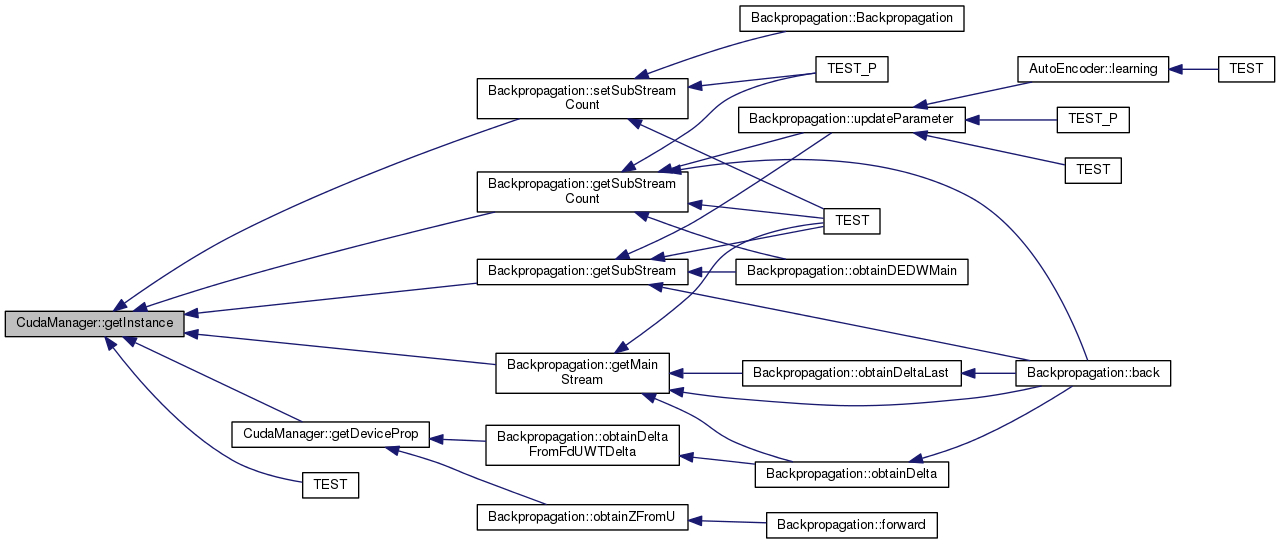 Backpropagation::Backpropagation
TEST_P
AutoEncoder::learning
TEST
Backpropagation::setSubStream
Count
Backpropagation::updateParameter
TEST_P
TEST
Backpropagation::getSubStream
Count
TEST
Backpropagation::getSubStream
Backpropagation::obtainDEDWMain
CudaManager::getInstance
Backpropagation::getMain
Stream
Backpropagation::obtainDeltaLast
Backpropagation::back
CudaManager::getDeviceProp
Backpropagation::obtainDelta
FromFdUWTDelta
Backpropagation::obtainDelta
TEST
Backpropagation::obtainZFromU
Backpropagation::forward